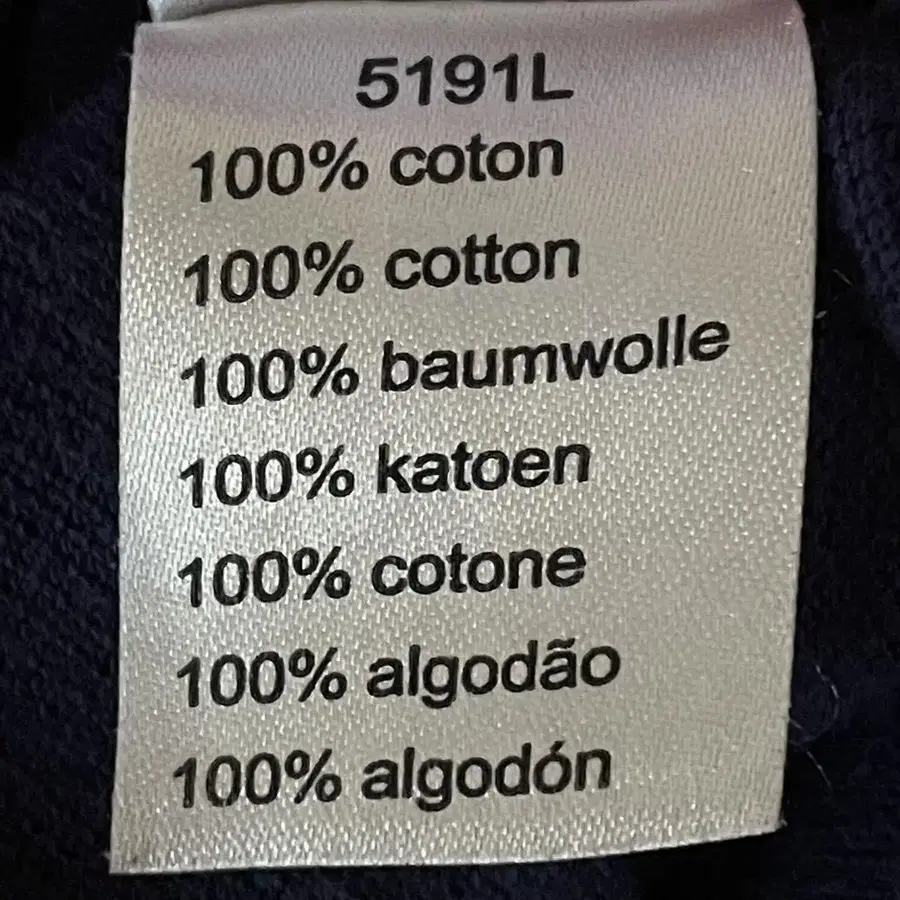 5191L
100% coton
100% cotton
100% baumwolle
100% katoen
100% cotone
100% algodão
100% algodón